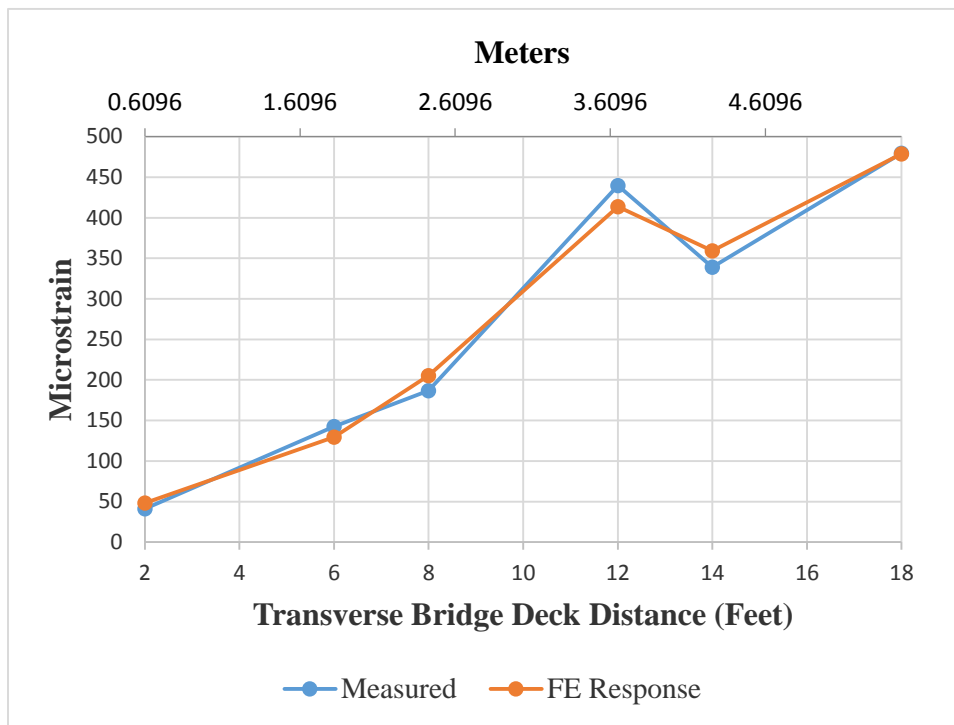 Meters
0.6096 1.6096 2.6096 3.6096 4.6096
500
450
400
350
300
250
200
150
100
50
0
Microstrain
2 4 6 8 10 12 14 16 18
Transverse Bridge Deck Distance (Feet)
Measured FE Response